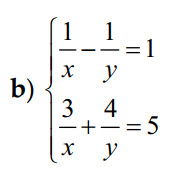 b) { 1/x − 1/y = 1
3/x + 4/y = 5